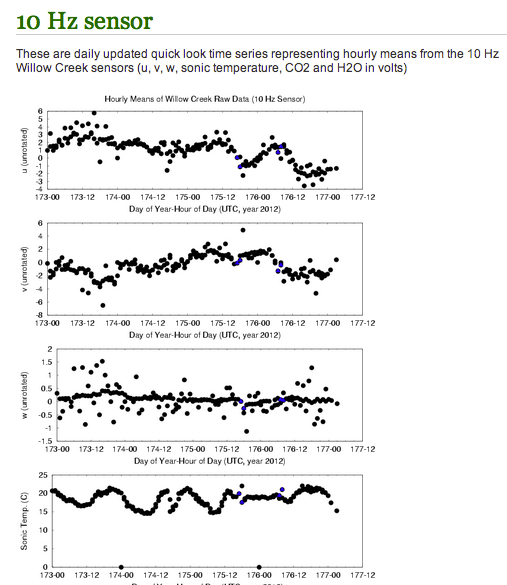 10 Hz sensor
These are daily updated quick look time series representing hourly means from the 10 Hz
Willow Creek sensors (u, v, w, sonic temperature, CO2 and H2O in volts)
Hourly Means of Willow Creek Raw Data (10 Hz Sensor)
u (unrotated)
6
5
4
3
2
1
0
-1
-2
-3
-4
173-00 173-12 174-00 174-12 175-00 175-12 176-00 176-12 177-00 177-12
Day of Year-Hour of Day (UTC, year 2012)
v (unrotated)
6
4
2
0
-2
-4
-6
-8
173-00 173-12 174-00 174-12 175-00 175-12 176-00 176-12 177-00 177-12
Day of Year-Hour of Day (UTC, year 2012)
w (unrotated)
2
1.5
1
0.5
0
-0.5
-1
-1.5
173-00 173-12 174-00 174-12 175-00 175-12 176-00 176-12 177-00 177-12
Day of Year-Hour of Day (UTC, year 2012)
Sonic Temp. (C)
25
20
15
10
5
0
173-00 173-12 174-00 174-12 175-00 175-12 176-00 176-12 177-00 177-12